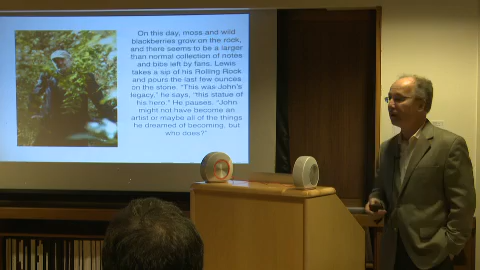 On this day, moss and wild
blackberries grow on the rock,
and there seems to be a larger
than normal collection of notes
and bits left by fans. Lewis
takes a sip of his Rolling Rock
and pours the last few ounces
on the stone. "This was John's
legacy," he says, "this statue of
his hero." He pauses. "John
might not have become an
artist or maybe all of the things
he dreamed of becoming, but
who does?"